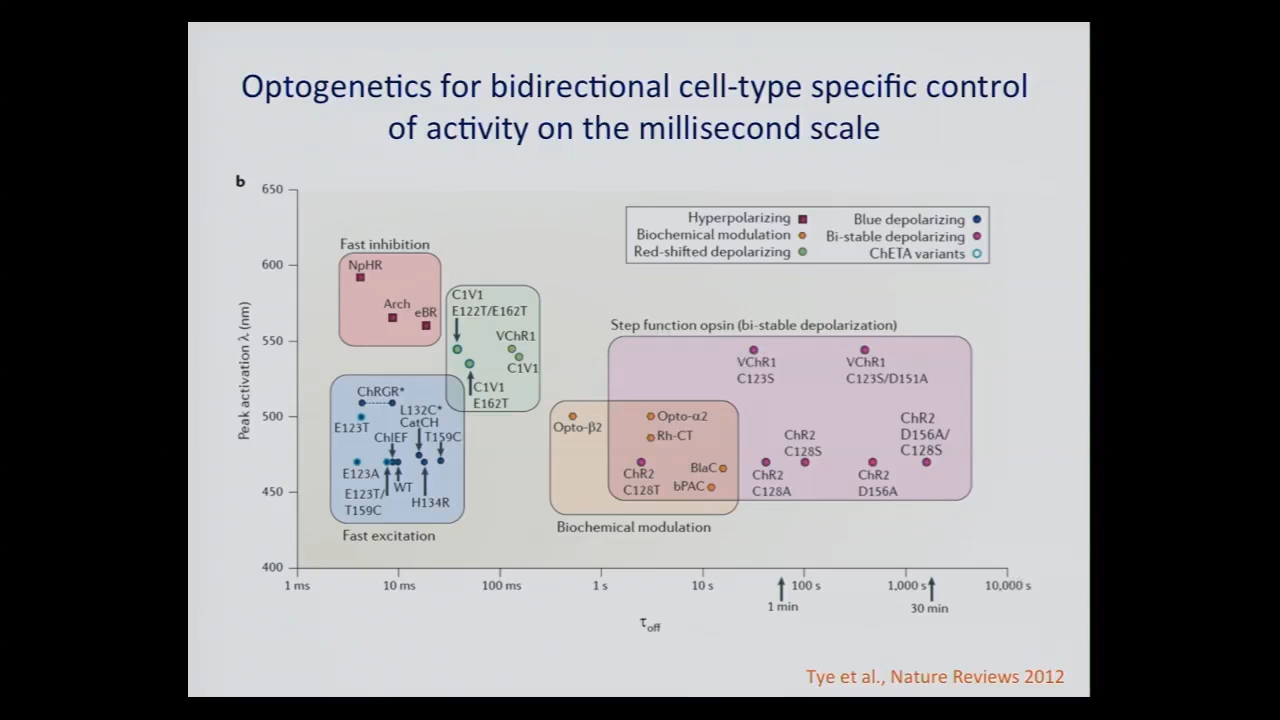 Optogenetics for bidirectional cell-type specific control
of activity on the millisecond scale
b
650
600
550
500
450
400
Peak activation λ (nm)
Hyperpolarizing
Biochemical modulation
Red-shifted depolarizing
Blue depolarizing
Bi-stable depolarizing
ChETA variants
Fast inhibition
NpHR
Arch
eBR
C1V1
E122T/E162T
VChR1
C1V1
C1V1
E162T
Step function opsin (bi-stable depolarization)
VChR1
C123S
VChR1
C123S/D151A
ChRGR*
L132C*
CatCH
E123T
ChIEF
T159C
E123A
WT
E123T/
T159C
H134R
Fast excitation
Opto-β2
Opto-α2
Rh-CT
ChR2
C128T
BlaC
bPAC
Biochemical modulation
ChR2
C128S
ChR2
C128A
ChR2
D156A/
C128S
ChR2
D156A
1 ms
10 ms
100 ms
1 s
10 s
100 s
1,000 s
10,000 s
1 min
30 min
τoff
Tye et al., Nature Reviews 2012